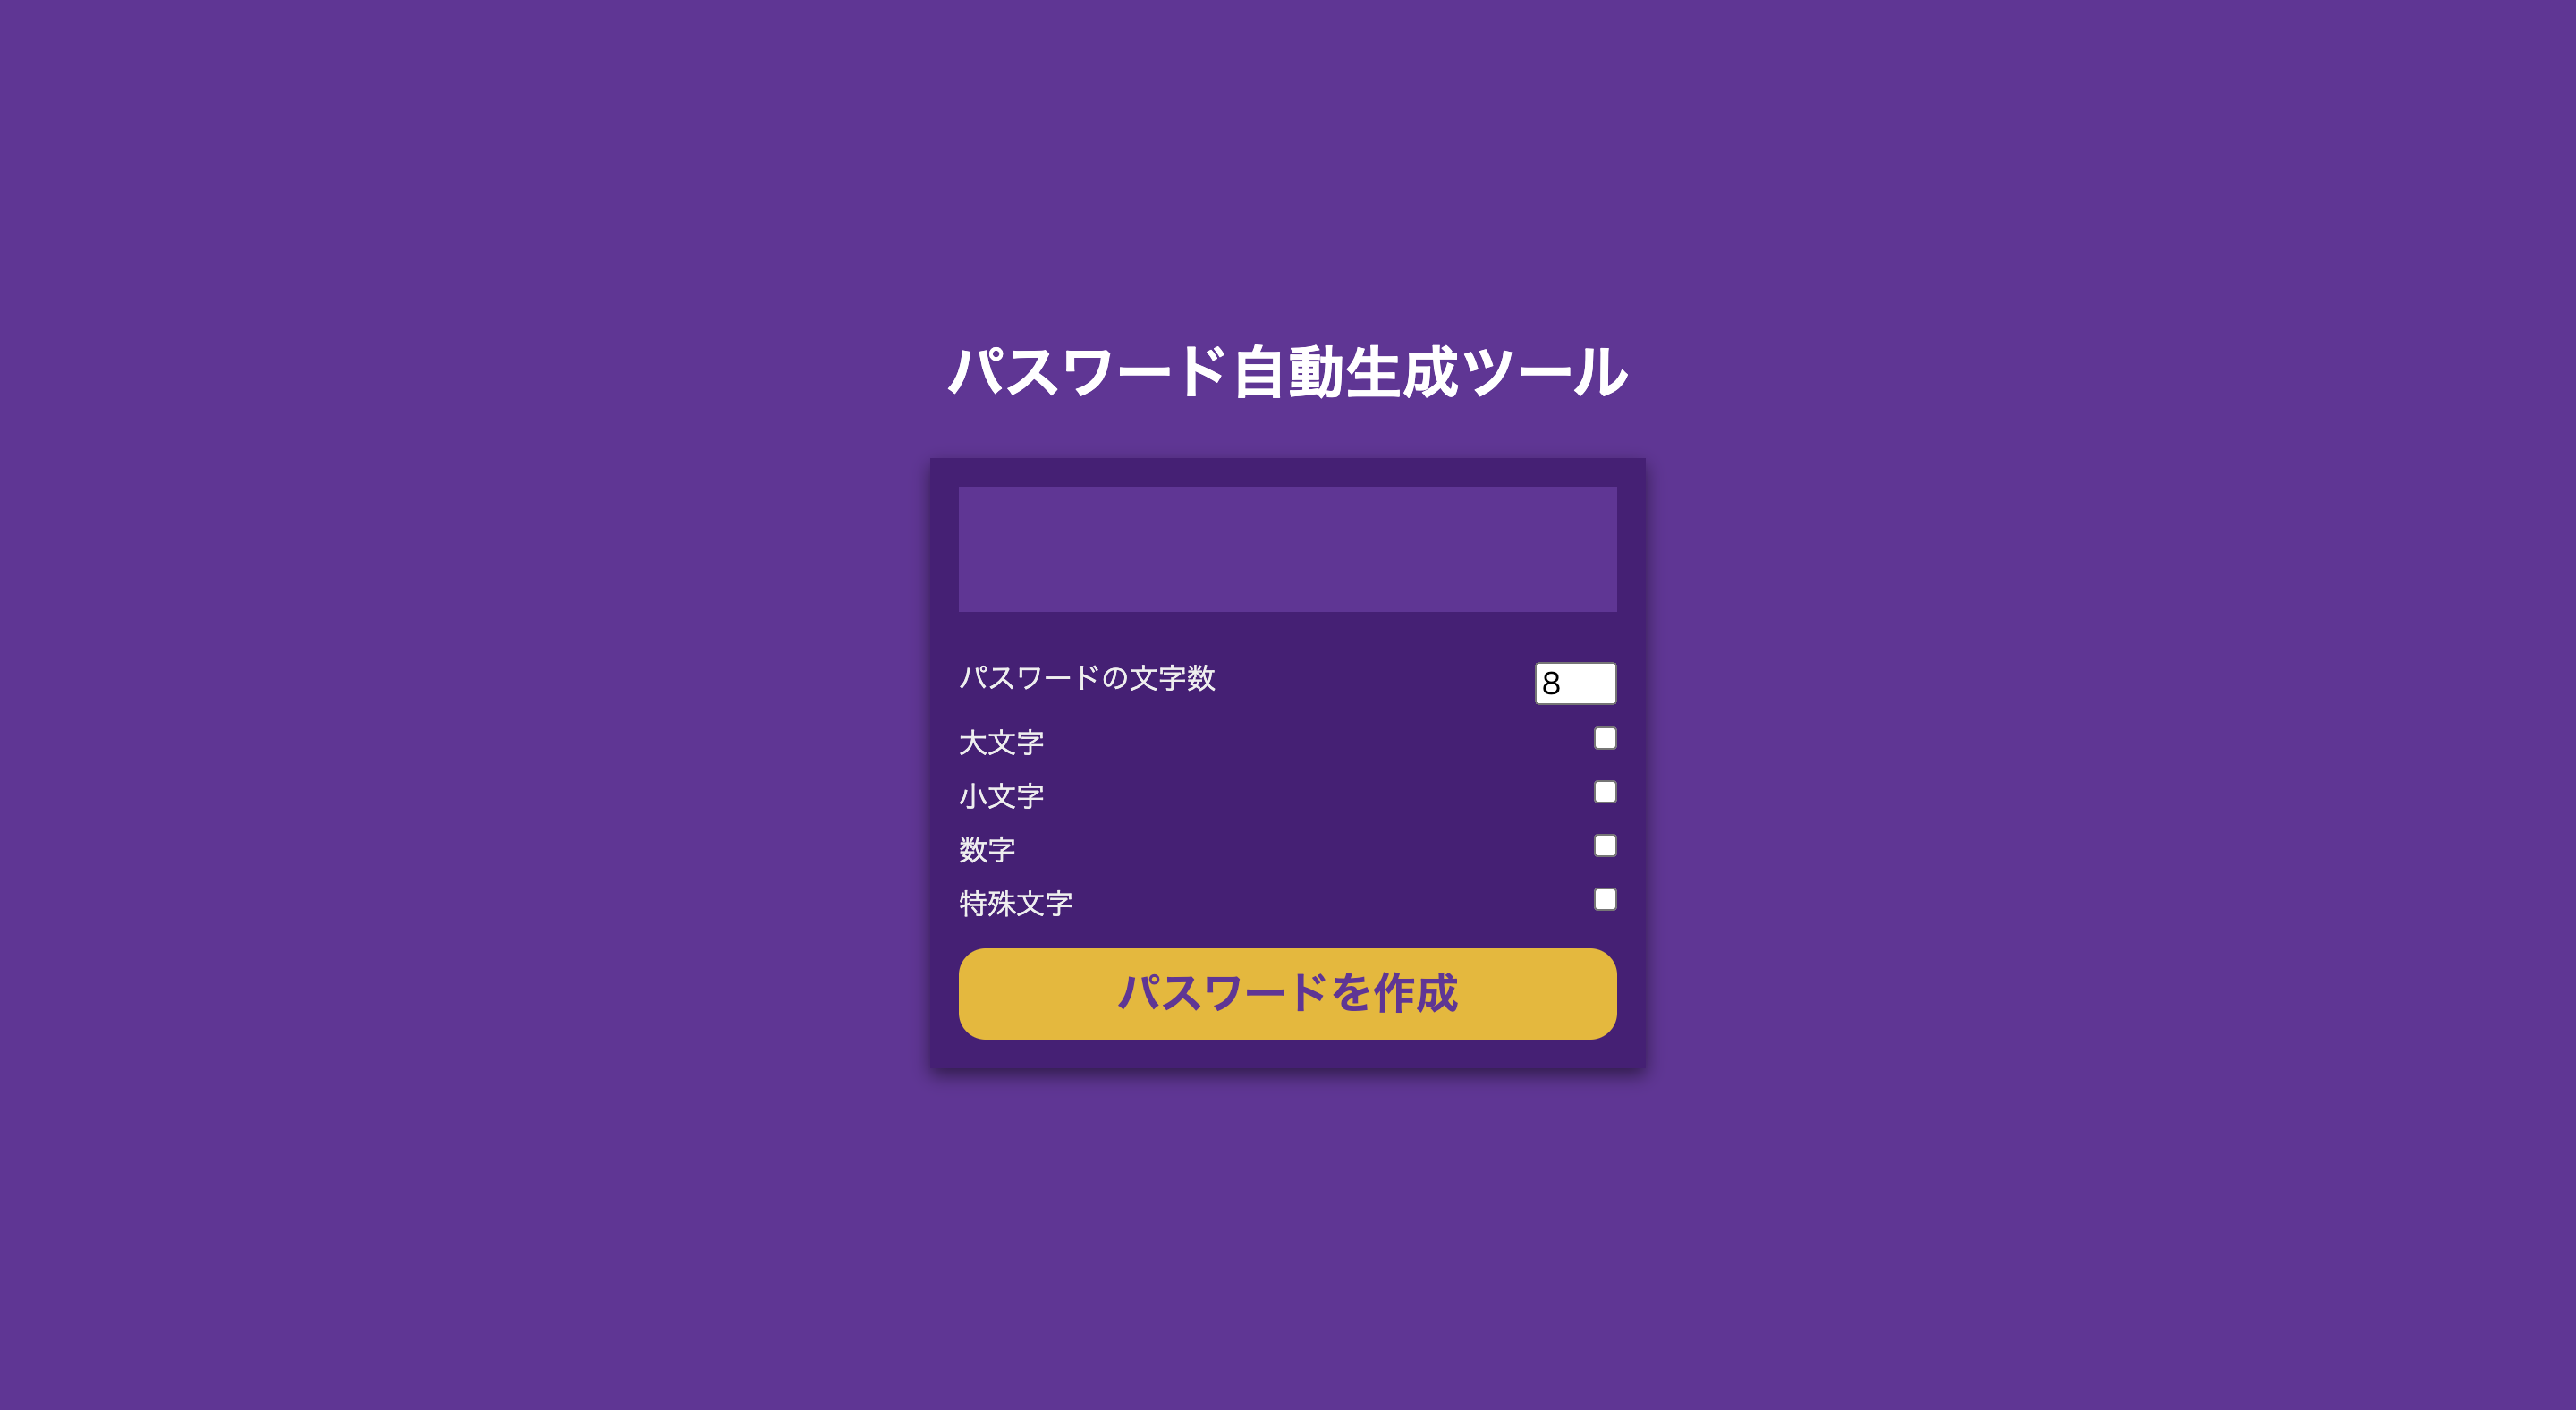 パスワード自動生成ツール
パスワードの文字数 8
大文字
小文字
数字
特殊文字
パスワードを作成